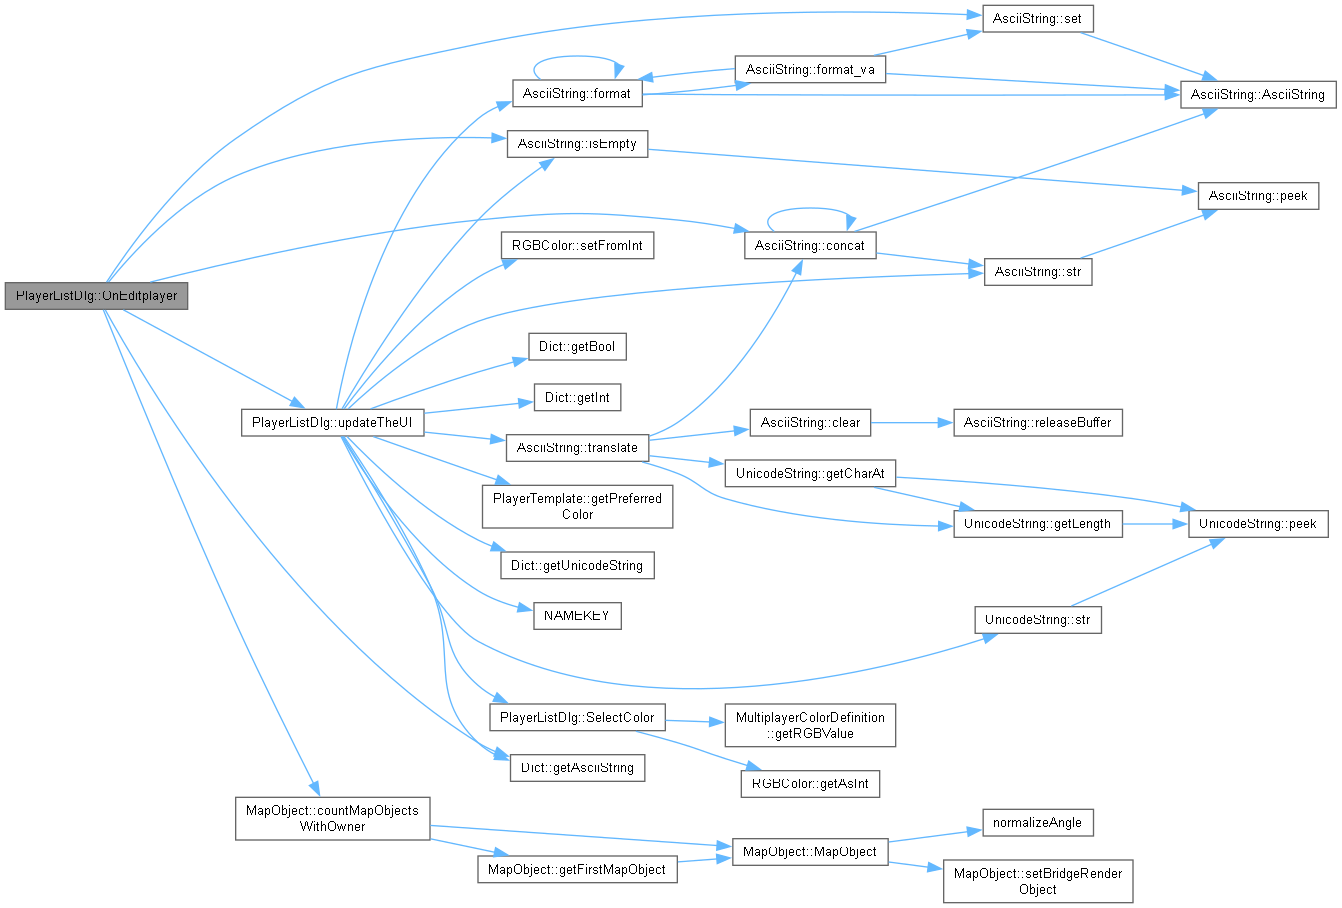 AsciiString::set
AsciiString::format_va
AsciiString::format
AsciiString::AsciiString
AsciiString::isEmpty
AsciiString::peek
RGBColor::setFromInt
AsciiString::concat
AsciiString::str
PlayerListDlg::OnEditplayer
Dict::getBool
Dict::getInt
PlayerListDlg::updateTheUI
AsciiString::clear
AsciiString::releaseBuffer
AsciiString::translate
UnicodeString::getCharAt
PlayerTemplate::getPreferred
Color
UnicodeString::getLength
UnicodeString::peek
Dict::getUnicodeString
NAMEKEY
UnicodeString::str
PlayerListDlg::SelectColor
MultiplayerColorDefinition
::getRGBValue
Dict::getAsciiString
RGBColor::getAsInt
MapObject::countMapObjects
WithOwner
normalizeAngle
MapObject::MapObject
MapObject::getFirstMapObject
MapObject::setBridgeRender
Object